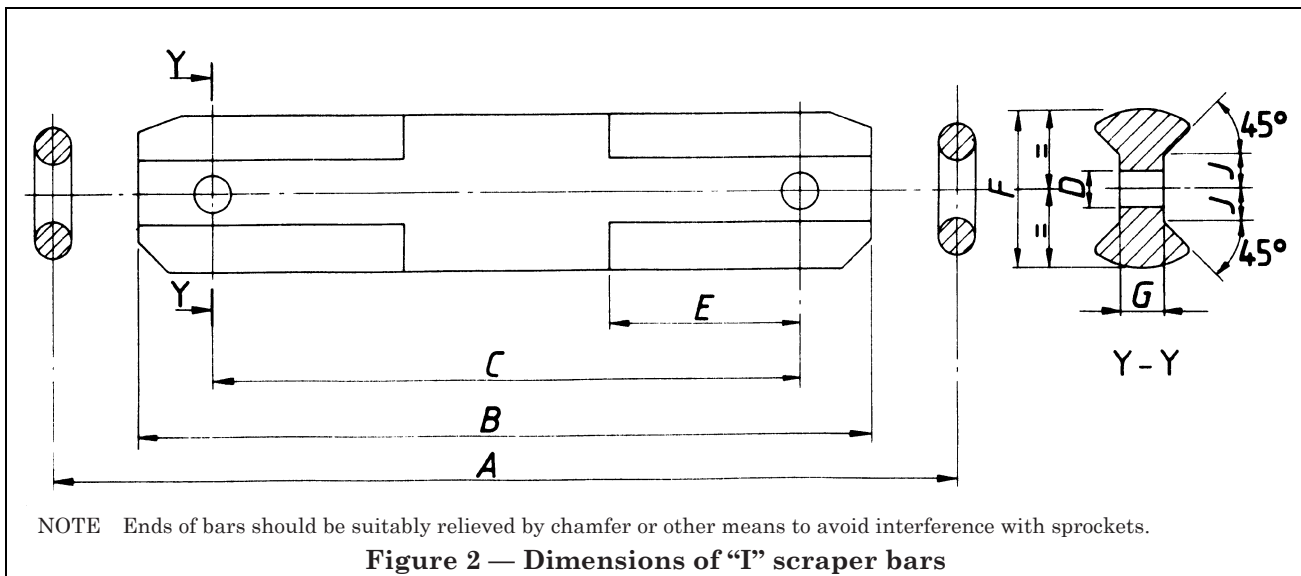 Y
Y
E
C
B
A
F
=
=
D
J
J
45°
45°
G
Y – Y
NOTE Ends of bars should be suitably relieved by chamfer or other means to avoid interference with sprockets.
Figure 2 — Dimensions of “I” scraper bars